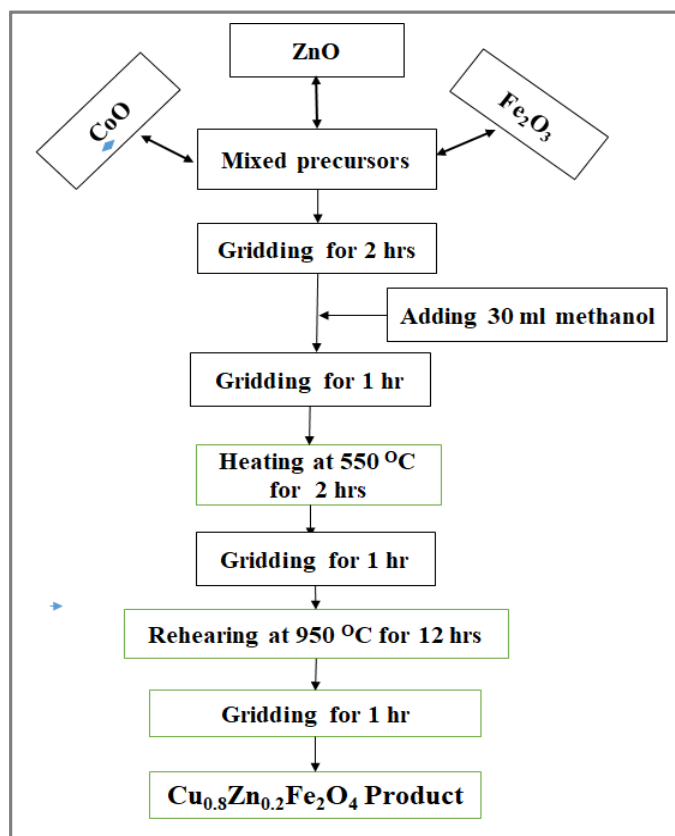 ZnO
CoO
Fe₂O₃
Mixed precursors
Gridding for 2 hrs
Adding 30 ml methanol
Gridding for 1 hr
Heating at 550 ᴼC
for 2 hrs
Gridding for 1 hr
Rehearing at 950 ᴼC for 12 hrs
Gridding for 1 hr
Cu₀.₈Zn₀.₂Fe₂O₄ Product